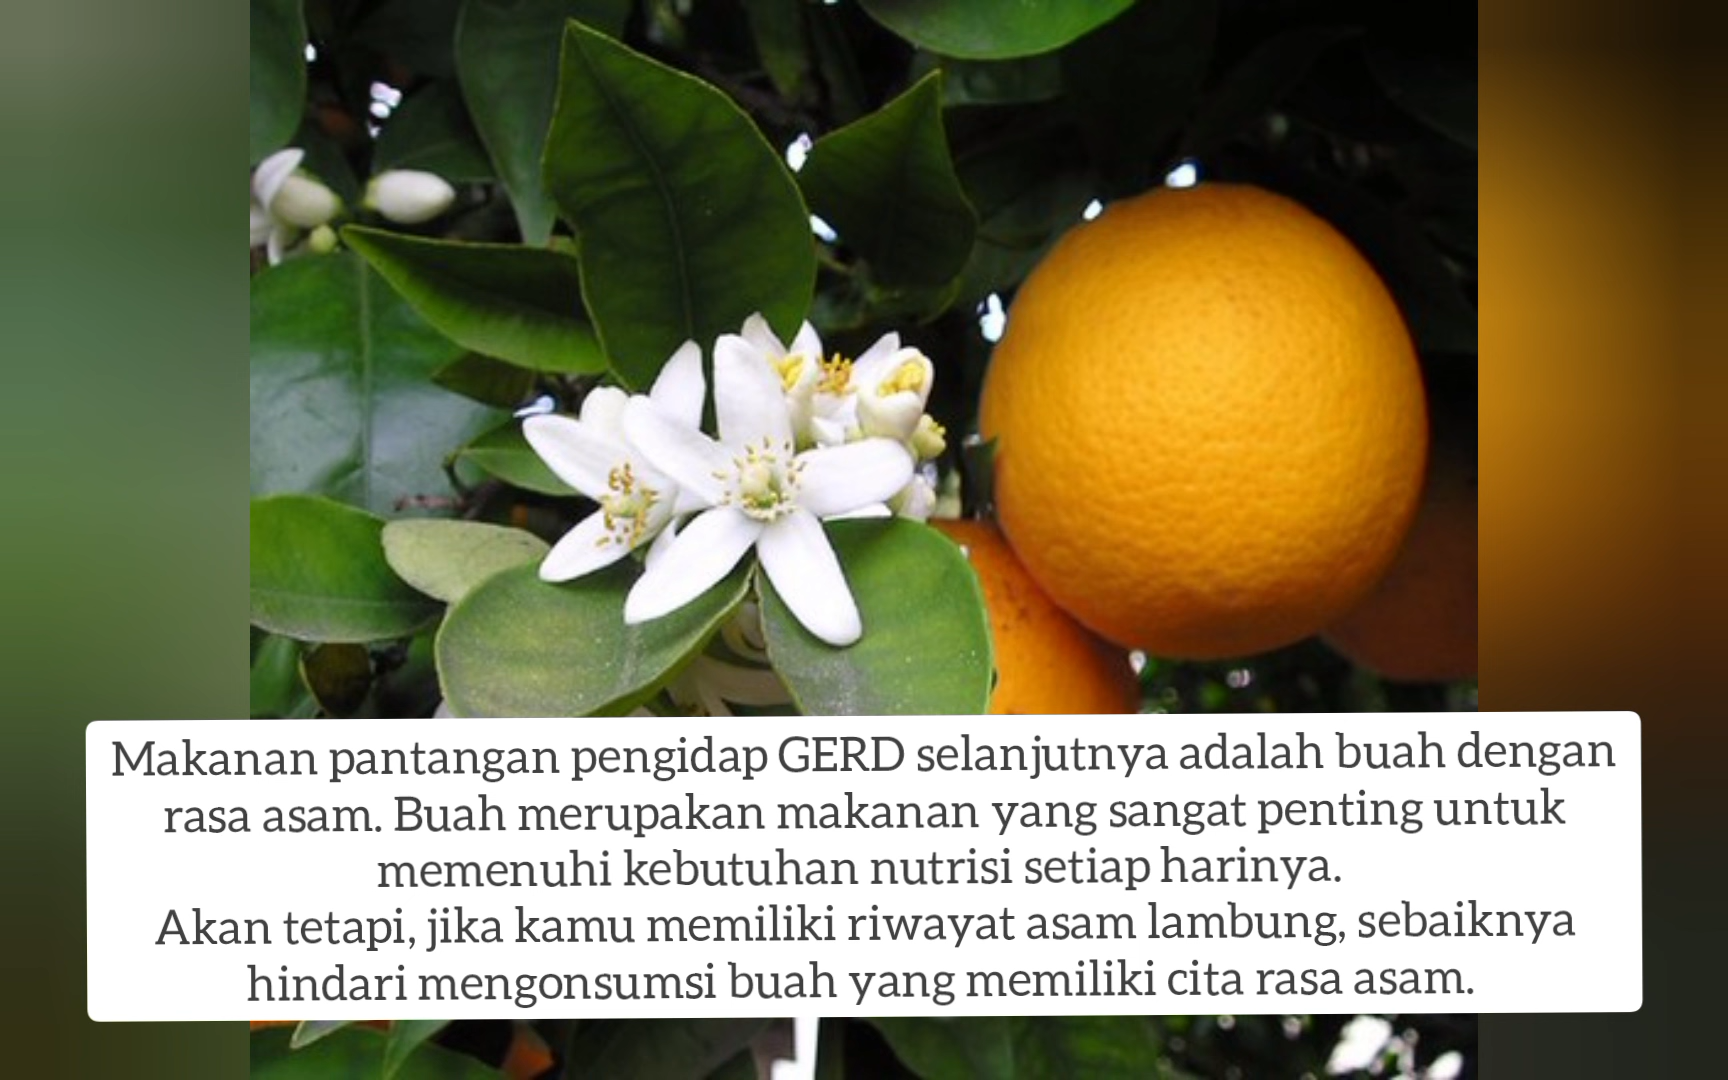 Makanan pantangan pengidap GERD selanjutnya adalah buah dengan
rasa asam. Buah merupakan makanan yang sangat penting untuk
memenuhi kebutuhan nutrisi setiap harinya.
Akan tetapi, jika kamu memiliki riwayat asam lambung, sebaiknya
hindari mengonsumsi buah yang memiliki cita rasa asam.